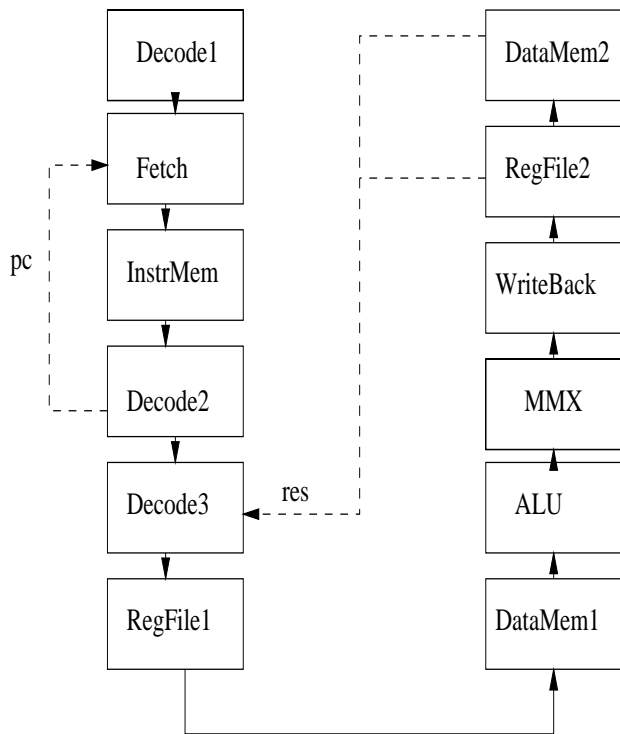 Decode1
Fetch
pc
InstrMem
Decode2
Decode3
res
RegFile1
DataMem2
RegFile2
WriteBack
MMX
ALU
DataMem1